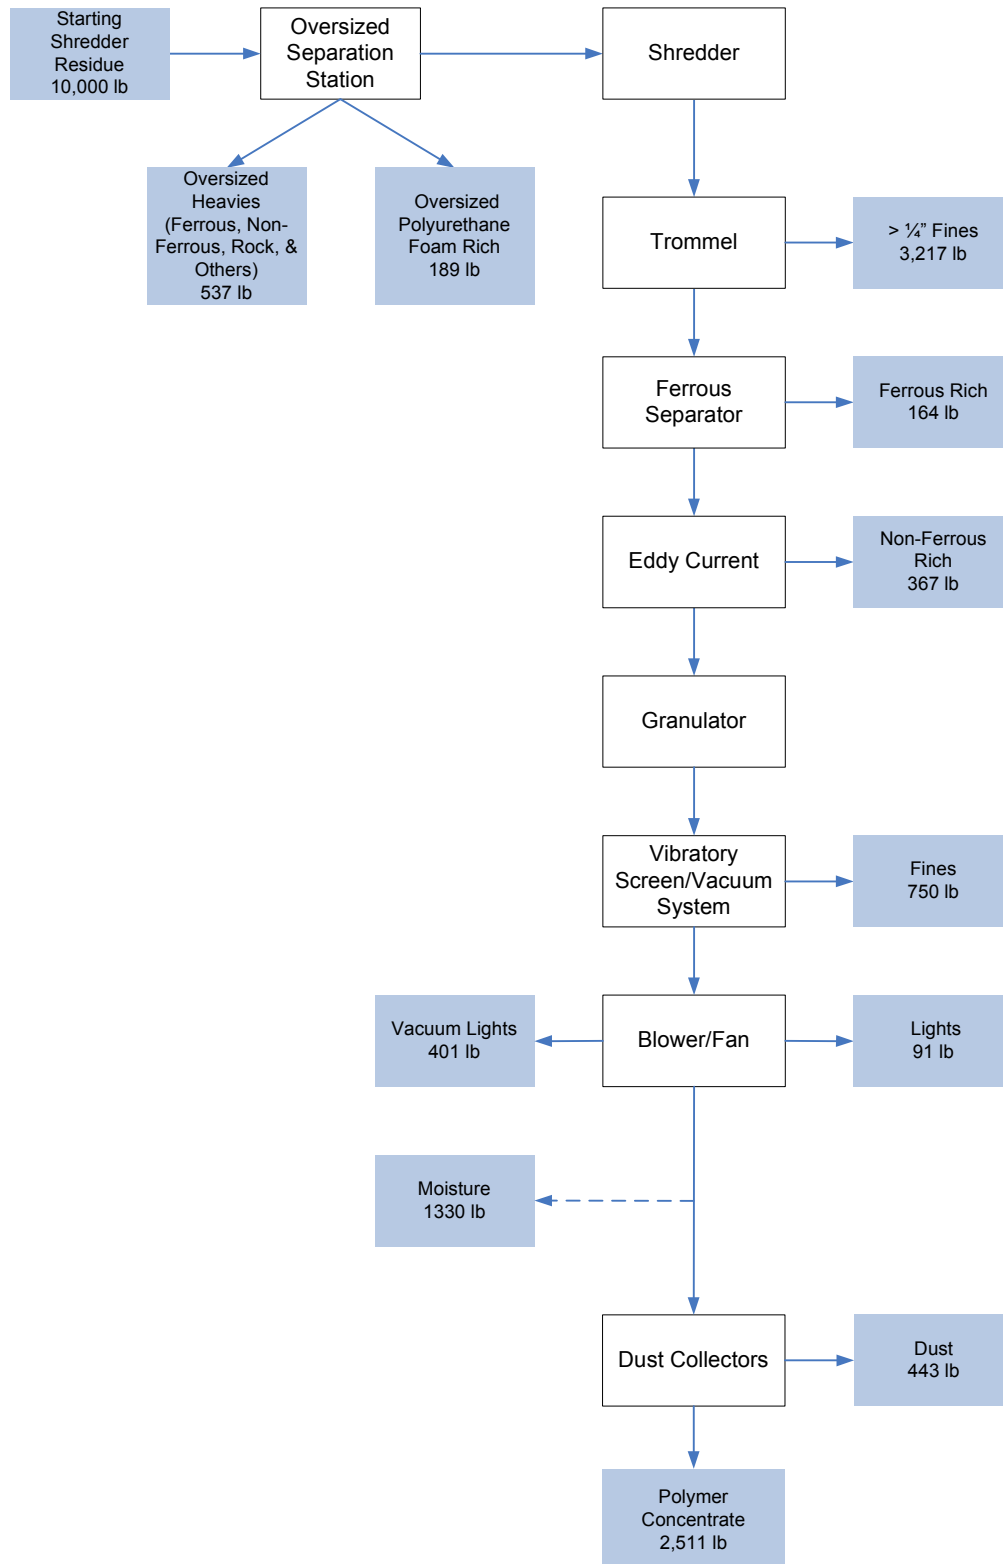 Starting
Shredder
Residue
10,000 lb
Oversized
Separation
Station
Shredder
Oversized
Heavies
(Ferrous, Non-
Ferrous, Rock, &
Others)
537 lb
Oversized
Polyurethane
Foam Rich
189 lb
Trommel
> ¼” Fines
3,217 lb
Ferrous
Separator
Ferrous Rich
164 lb
Eddy Current
Non-Ferrous
Rich
367 lb
Granulator
Vibratory
Screen/Vacuum
System
Fines
750 lb
Vacuum Lights
401 lb
Blower/Fan
Lights
91 lb
Moisture
1330 lb
Dust Collectors
Dust
443 lb
Polymer
Concentrate
2,511 lb